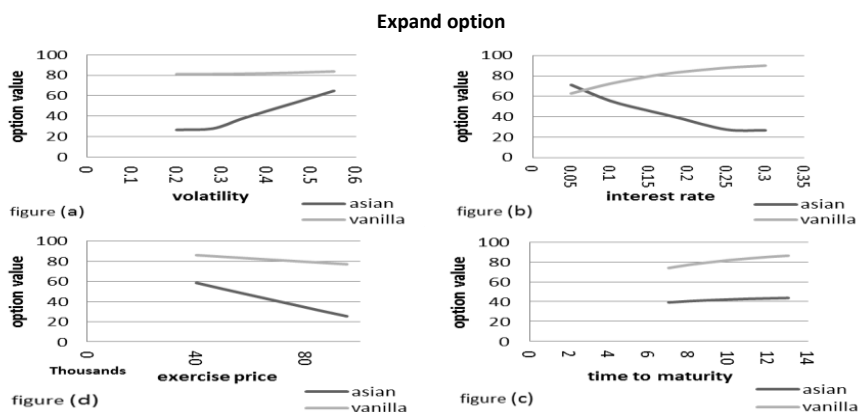 Expand option
option value
100
80
60
40
20
0
0
0.1
0.2
0.3
0.4
0.5
0.6
volatility
figure (a)
asian
vanilla
option value
100
80
60
40
20
0
0
0.05
0.1
0.15
0.2
0.25
0.3
0.35
interest rate
figure (b)
asian
vanilla
option value
100
80
60
40
20
0
0
40
80
Thousands
exercise price
figure (d)
asian
vanilla
option value
100
80
60
40
20
0
0
2
4
6
8
10
12
14
time to maturity
figure (c)
asian
vanilla